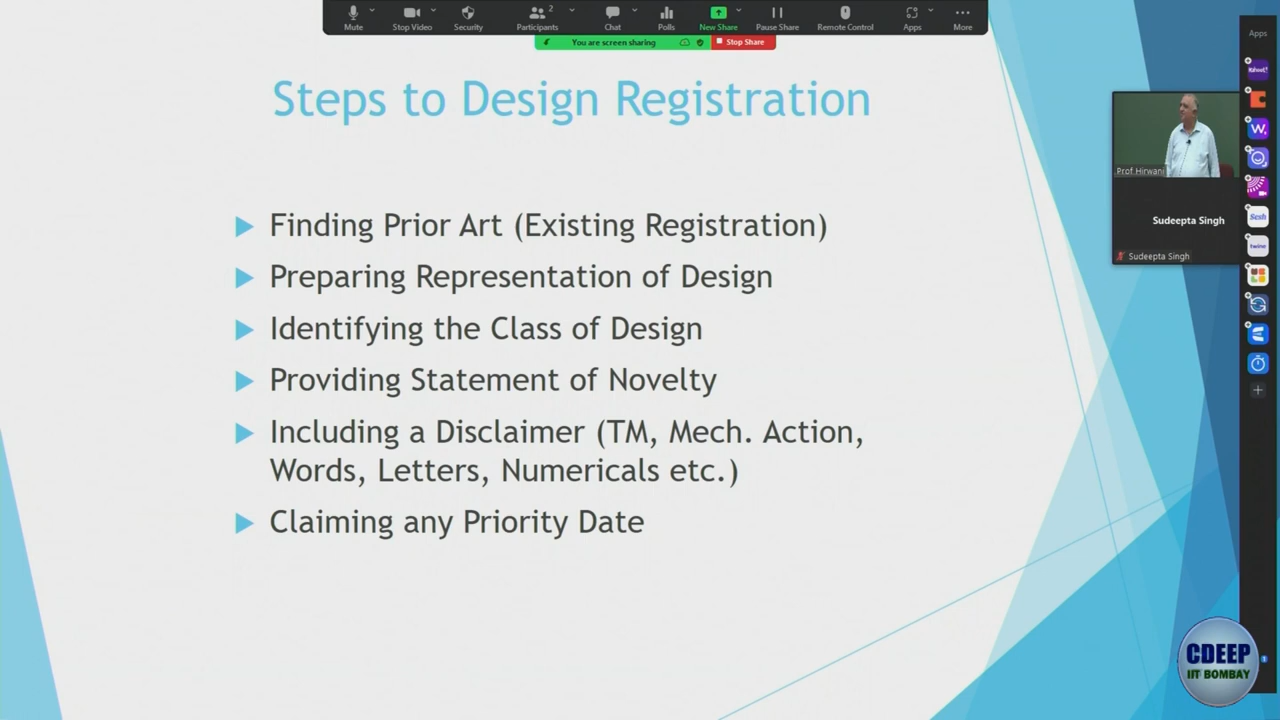 Mute
Stop Video
Security
Participants
2
Chat
Polls
New Share
Pause Share
Remote Control
Apps
More
You are screen sharing
Stop Share
Apps
Steps to Design Registration
Finding Prior Art (Existing Registration)
Preparing Representation of Design
Identifying the Class of Design
Providing Statement of Novelty
Including a Disclaimer (TM, Mech. Action,
Words, Letters, Numericals etc.)
Claiming any Priority Date
Prof Hirwani
Sudeepta Singh
Sudeepta Singh
W
Sesh
twine
CDEEP
IIT BOMBAY